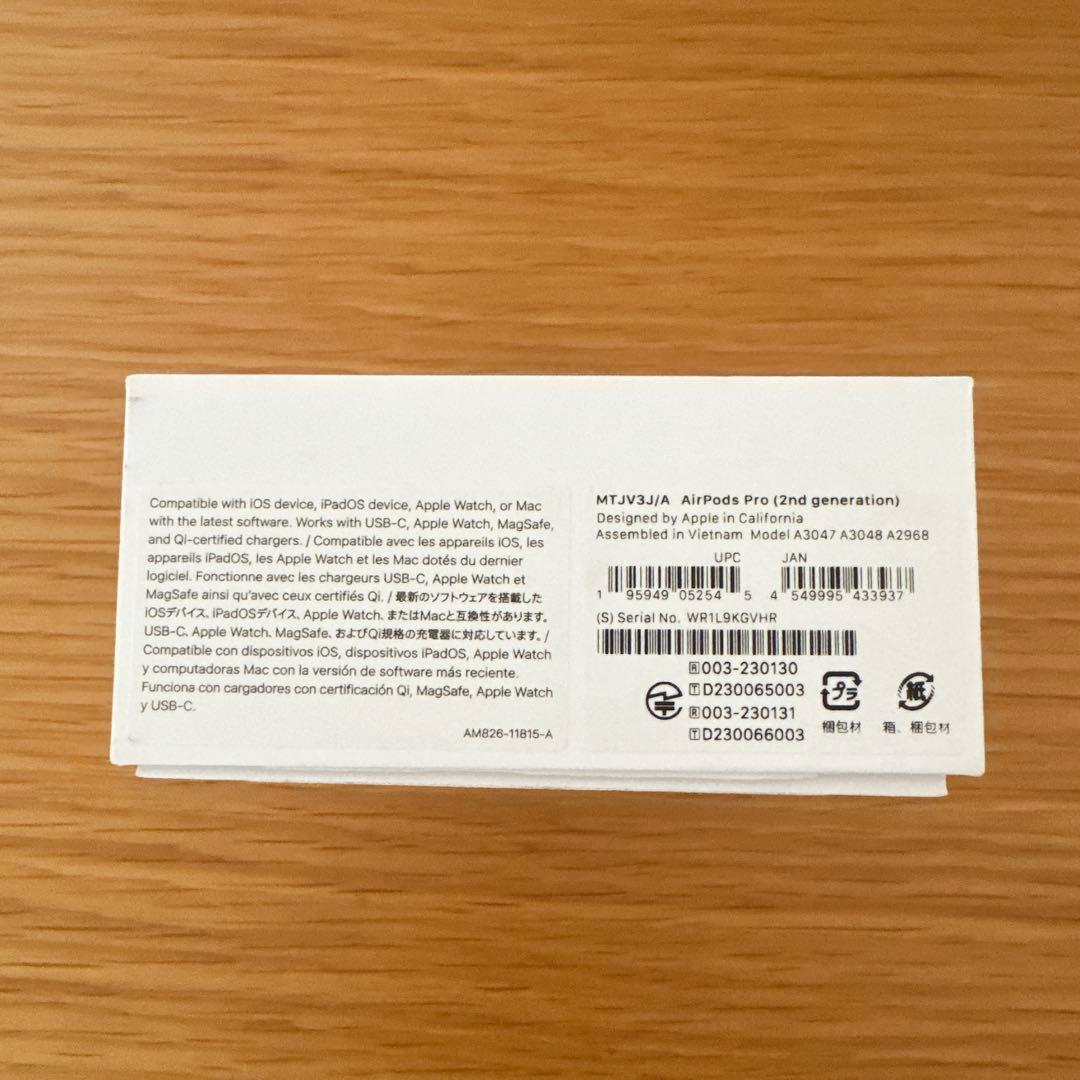 Compatible with iOS device, iPadOS device, Apple Watch, or Mac
with the latest software. Works with USB-C, Apple Watch, MagSafe,
and Qi-certified chargers. / Compatible avec les appareils iOS, les
appareils iPadOS, les Apple Watch et les Mac dotés du dernier
logiciel. Fonctionne avec les chargeurs USB-C, Apple Watch et
MagSafe ainsi qu'avec ceux certifiés Qi. / 最新のソフトウェアを搭載した
iOSデバイス、iPadOSデバイス、Apple Watch、またはMacと互換性があります。
USB-C、Apple Watch、MagSafe、およびQi規格の充電器に対応しています。/
Compatible con dispositivos iOS, dispositivos iPadOS, Apple Watch
y computadoras Mac con la versión de software más reciente.
Funciona con cargadores con certificación Qi, MagSafe, Apple Watch
y USB-C.
AM826-11815-A
MTJV3J/A AirPods Pro (2nd generation)
Designed by Apple in California
Assembled in Vietnam Model A3047 A3048 A2968
UPC JAN
1 95949 05254 5 4 549995 433937
(S) Serial No. WR1L9KGVHR
R 003-230130
T D230065003
R 003-230131
T D230066003
プラ 紙
梱包材 箱、梱包材